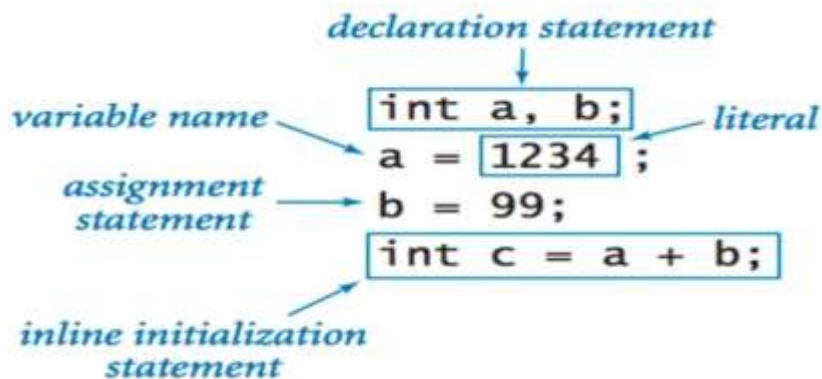 declaration statement
int a, b;
variable name
literal
a = 1234 ;
assignment
statement
b = 99;
int c = a + b;
inline initialization
statement